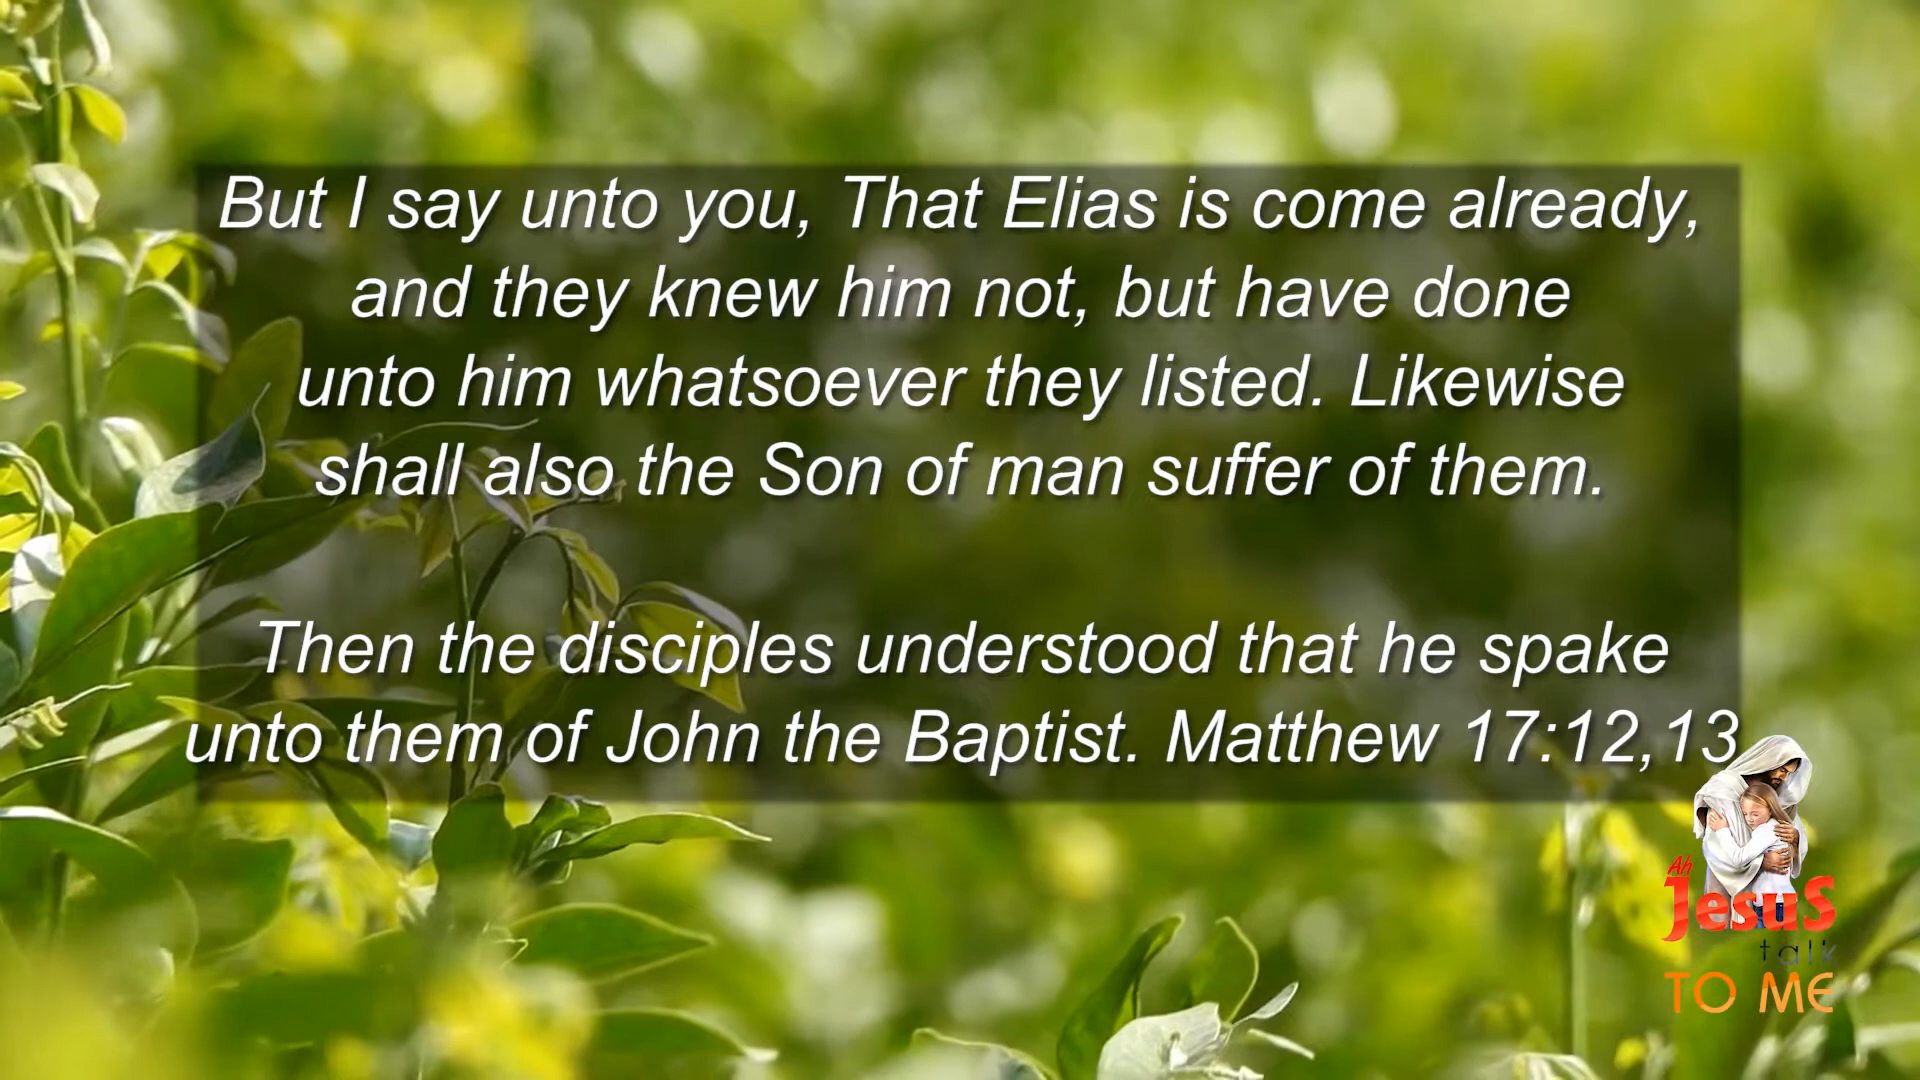 But I say unto you, That Elias is come already,
and they knew him not, but have done
unto him whatsoever they listed. Likewise
shall also the Son of man suffer of them.
Then the disciples understood that he spake
unto them of John the Baptist. Matthew 17:12,13
Ah
JesuS
talk
TO ME